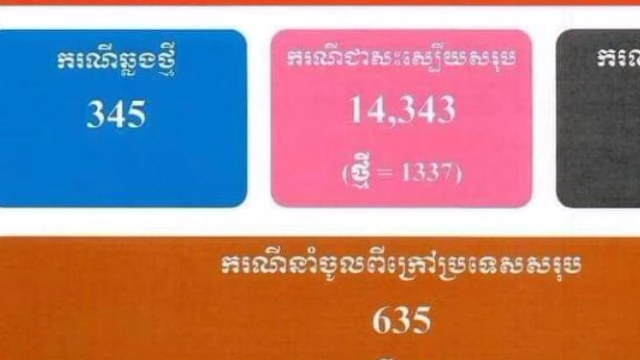 ករណីឆ្លងថ្មី
345
ករណីជាសះស្បើយសរុប
14,343
(ថ្មី = 1337)
ករណីនាំចូលពីក្រៅប្រទេសសរុប
635